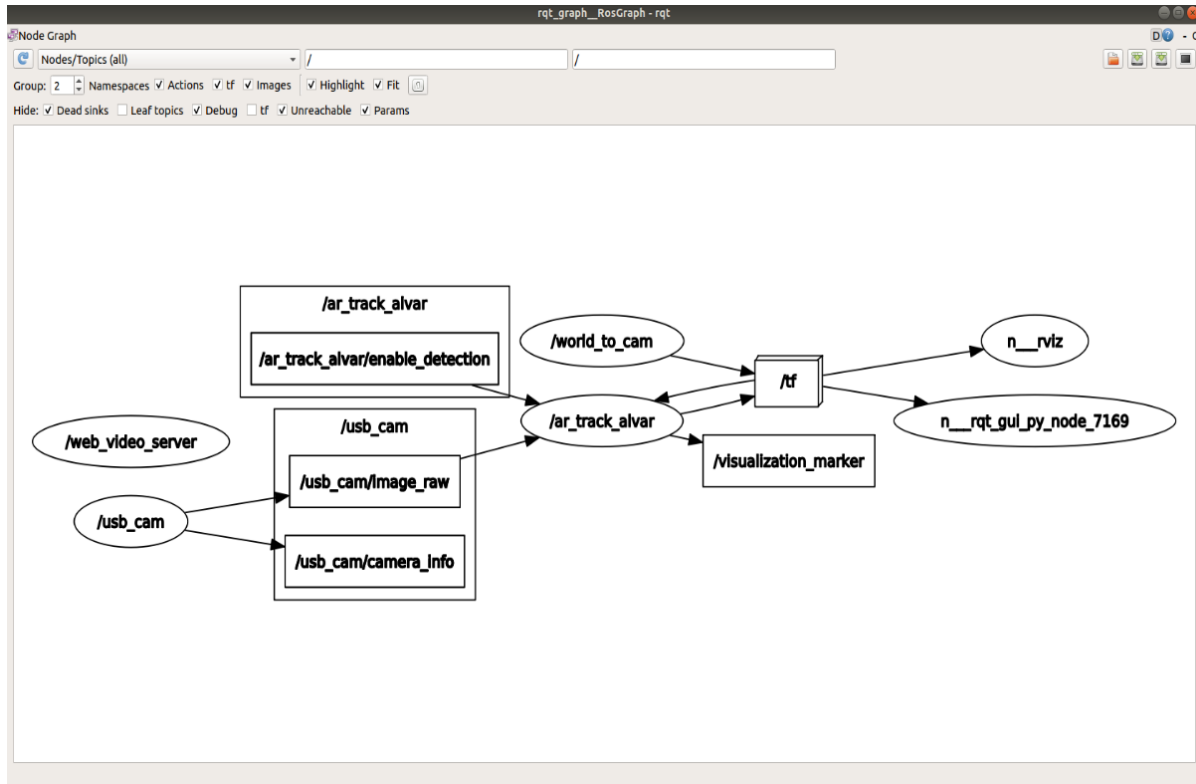 rqt_graph__RosGraph - rqt
Node Graph
D
Nodes/Topics (all)
/
/
Group: 2 Namespaces Actions tf Images Highlight Fit
Hide: Dead sinks Leaf topics Debug tf Unreachable Params
/ar_track_alvar
/ar_track_alvar/enable_detection
/world_to_cam
/tf
n__rviz
/web_video_server
/usb_cam
/ar_track_alvar
n__rqt_gui_py_node_7169
/visualization_marker
/usb_cam/image_raw
/usb_cam
/usb_cam/camera_info